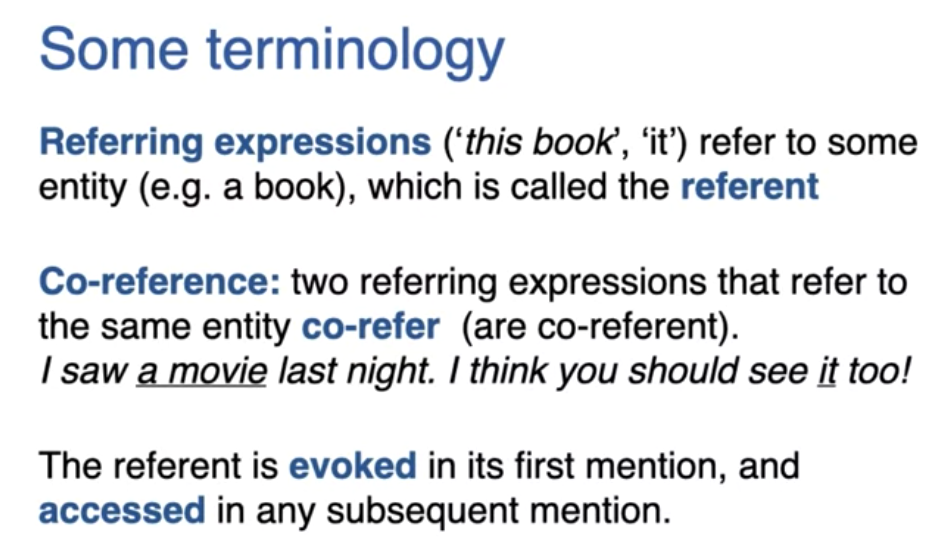 Some terminology
Referring expressions (‘this book’, ‘it’) refer to some
entity (e.g. a book), which is called the referent
Co-reference: two referring expressions that refer to
the same entity co-refer (are co-referent).
I saw a movie last night. I think you should see it too!
The referent is evoked in its first mention, and
accessed in any subsequent mention.